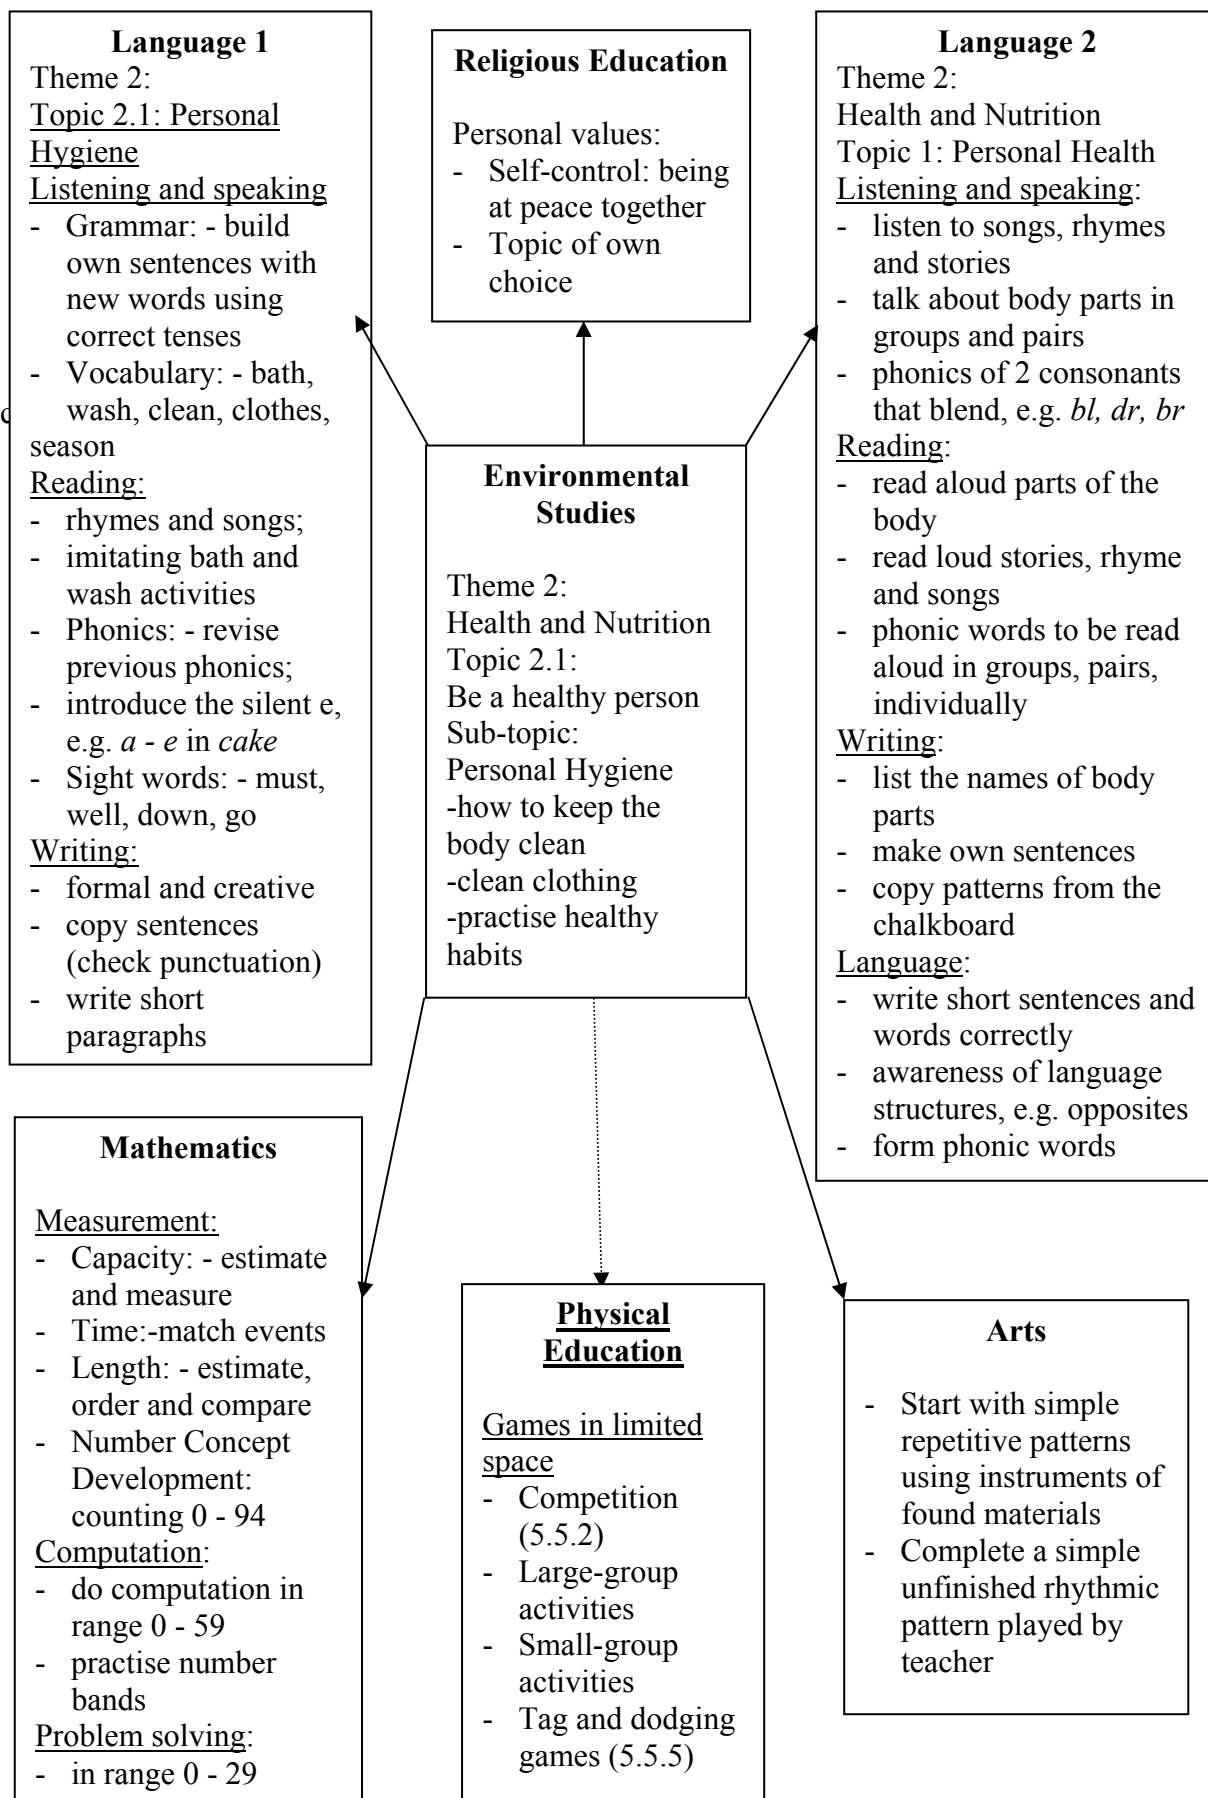 Language 1
Theme 2:
Topic 2.1: Personal
Hygiene
Listening and speaking
- Grammar: - build
own sentences with
new words using
correct tenses
- Vocabulary: - bath,
wash, clean, clothes,
season
Reading:
- rhymes and songs;
- imitating bath and
wash activities
- Phonics: - revise
previous phonics;
- introduce the silent e,
e.g. a - e in cake
- Sight words: - must,
well, down, go
Writing:
- formal and creative
- copy sentences
(check punctuation)
- write short
paragraphs
Religious Education
Personal values:
- Self-control: being
at peace together
- Topic of own
choice
Language 2
Theme 2:
Health and Nutrition
Topic 1: Personal Health
Listening and speaking:
- listen to songs, rhymes
and stories
- talk about body parts in
groups and pairs
- phonics of 2 consonants
that blend, e.g. bl, dr, br
Reading:
- read aloud parts of the
body
- read loud stories, rhyme
and songs
- phonic words to be read
aloud in groups, pairs,
individually
Writing:
- list the names of body
parts
- make own sentences
- copy patterns from the
chalkboard
Language:
- write short sentences and
words correctly
- awareness of language
structures, e.g. opposites
- form phonic words
Environmental
Studies
Theme 2:
Health and Nutrition
Topic 2.1:
Be a healthy person
Sub-topic:
Personal Hygiene
-how to keep the
body clean
-clean clothing
-practise healthy
habits
Mathematics
Measurement:
- Capacity: - estimate
and measure
- Time:-match events
- Length: - estimate,
order and compare
- Number Concept
Development:
counting 0 - 94
Computation:
- do computation in
range 0 - 59
- practise number
bands
Problem solving:
- in range 0 - 29
Physical
Education
Games in limited
space
- Competition
(5.5.2)
- Large-group
activities
- Small-group
activities
- Tag and dodging
games (5.5.5)
Arts
- Start with simple
repetitive patterns
using instruments of
found materials
- Complete a simple
unfinished rhythmic
pattern played by
teacher